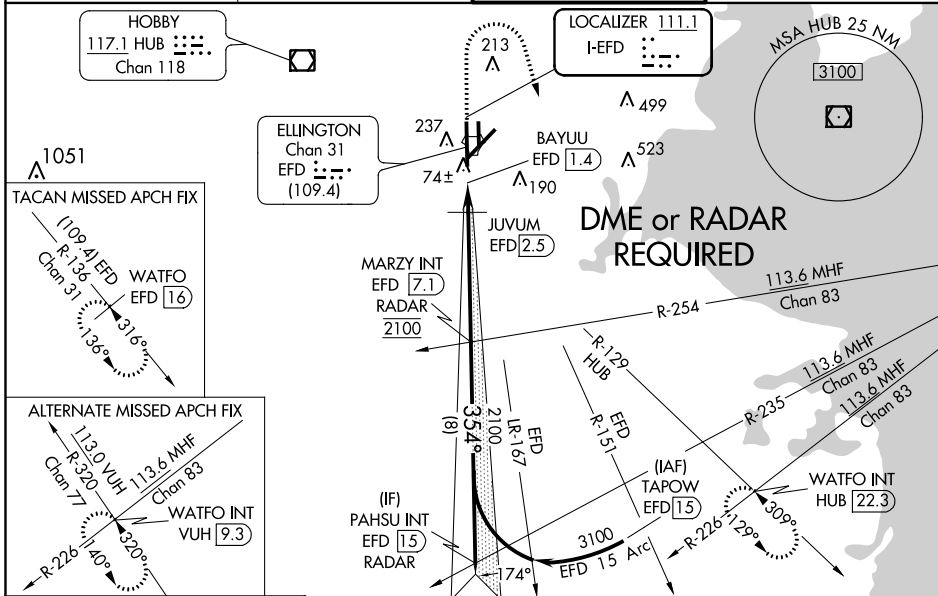 HOBBY
117.1 HUB
Chan 118
LOCALIZER 111.1
I-EFD
213
MSA HUB 25 NM
3100
499
ELLINGTON
Chan 31
EFD
(109.4)
237
BAYUU
EFD 1.4
523
74±
190
1051
TACAN MISSED APCH FIX
(109.4) EFD
R-136
Chan 31
WATFO
EFD 16
316°
136°
JUVUM
EFD 2.5
DME or RADAR
REQUIRED
MARZY INT
EFD 7.1
RADAR
2100
113.6 MHF
Chan 83
R-254
R-129
HUB
113.6 MHF
Chan 83
R-235
113.6 MHF
Chan 83
ALTERNATE MISSED APCH FIX
113.0 VUH
R-320
Chan 77
113.6 MHF
Chan 83
WATFO INT
VUH 9.3
R-226
140°
320°
354°
(8)
2100
EFD
LR-167
EFD
R-151
(IAF)
TAPOW
EFD 15
WATFO INT
HUB 22.3
R-226
309°
129°
(IF)
PAHSU INT
EFD 15
RADAR
3100
EFD 15 Arc
174°